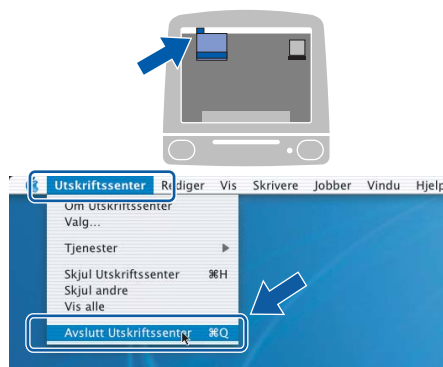 Utskriftssenter Rediger Vis Skrivere Jobber Vindu Hjelp
Om Utskriftssenter
Valg...
Tjenester ▶
Skjul Utskriftssenter ⌘H
Skjul andre
Vis alle
Avslutt Utskriftssenter ⌘Q